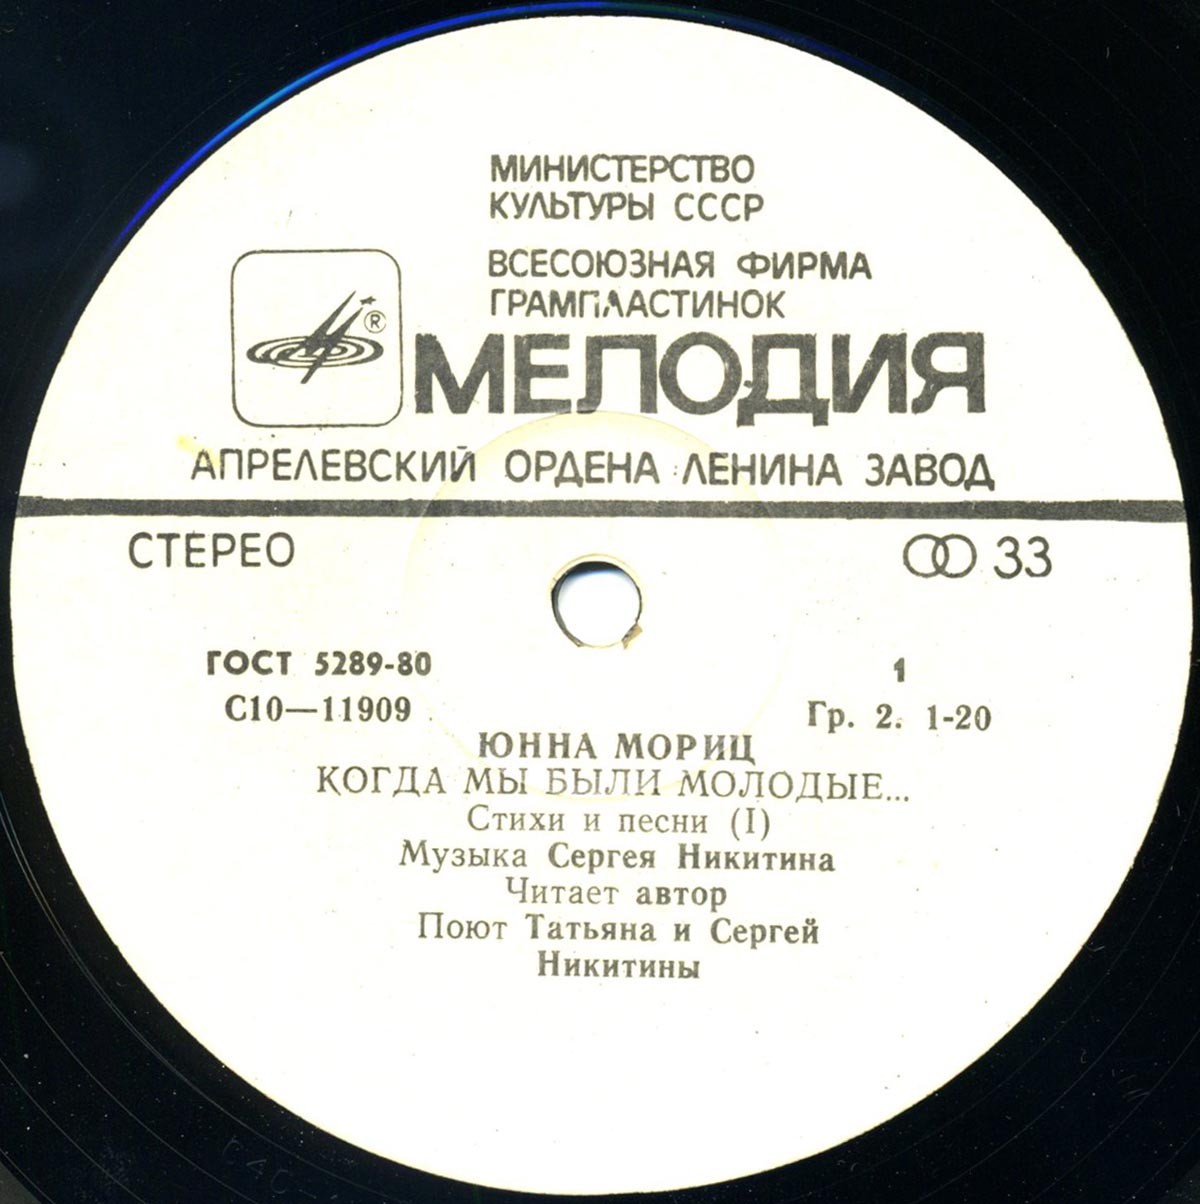 МИНИСТЕРСТВО
КУЛЬТУРЫ СССР
ВСЕСОЮЗНАЯ ФИРМА
ГРАМПЛАСТИНОК
®
МЕЛОДИЯ
АПРЕЛЕВСКИЙ ОРДЕНА ЛЕНИНА ЗАВОД
СТЕРЕО
33
ГОСТ 5289-80
1
С10—11909
Гр. 2. 1-20
ЮННА МОРИЦ
КОГДА МЫ БЫЛИ МОЛОДЫЕ...
Стихи и песни (I)
Музыка Сергея Никитина
Читает автор
Поют Татьяна и Сергей
Никитины